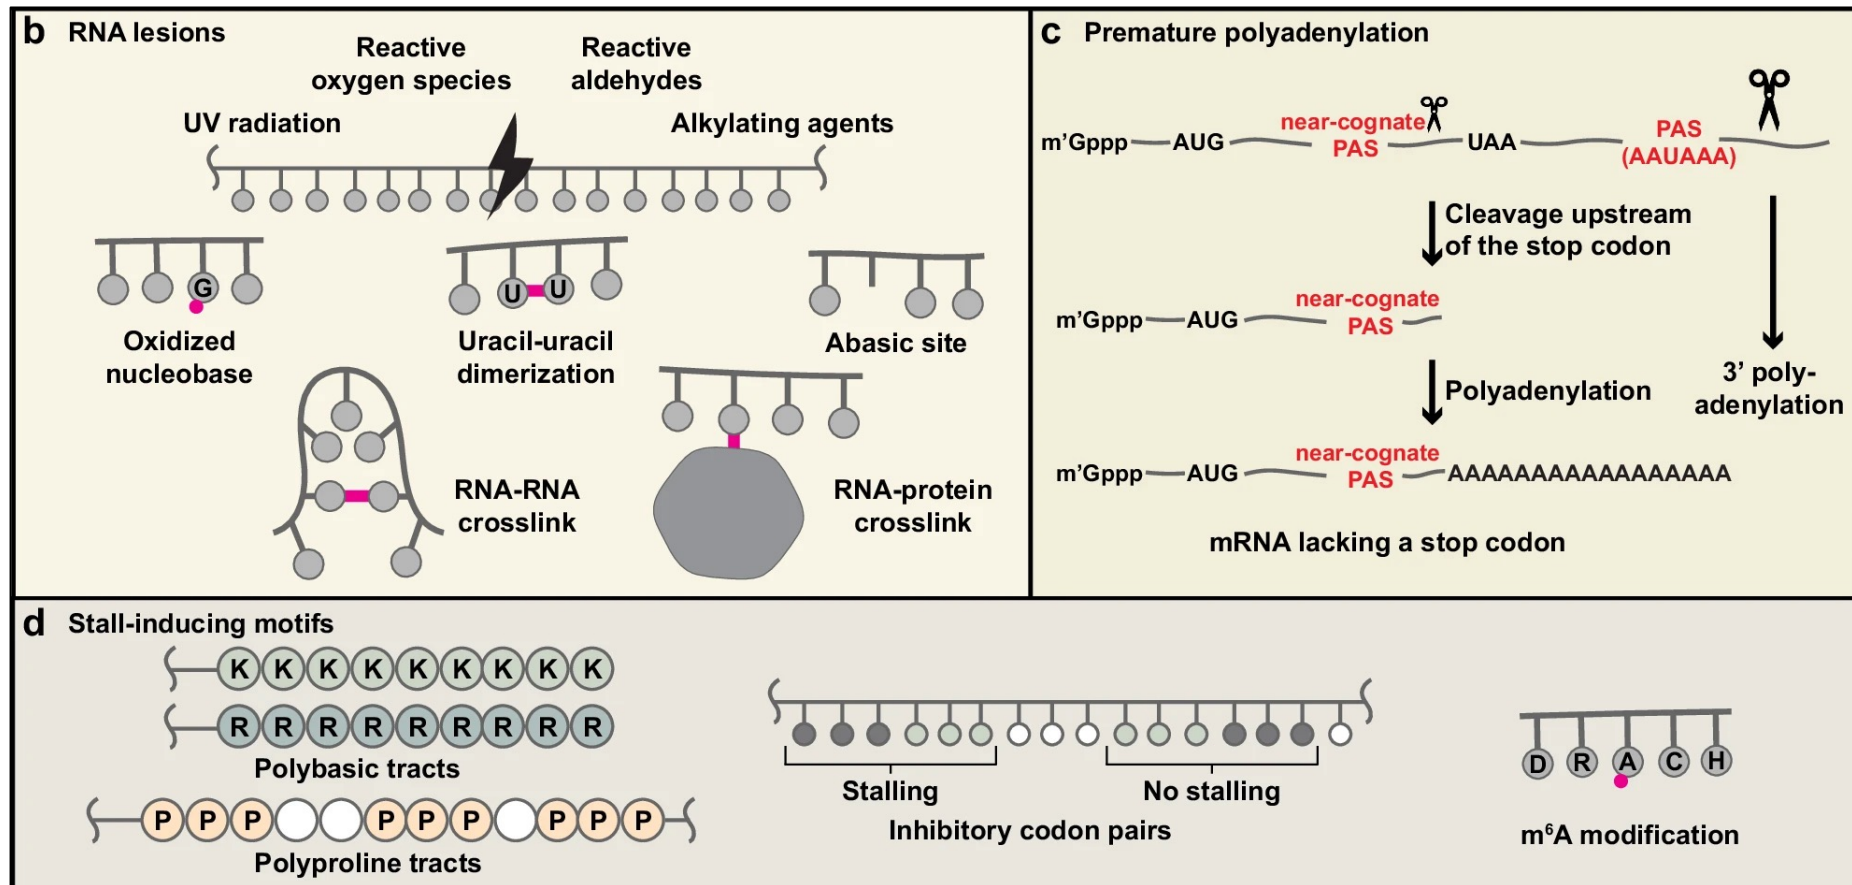 b RNA lesions
Reactive
oxygen species
Reactive
aldehydes
UV radiation
Alkylating agents
G
Oxidized
nucleobase
U U
Uracil-uracil
dimerization
Abasic site
RNA-RNA
crosslink
RNA-protein
crosslink
c Premature polyadenylation
m’Gppp AUG near-cognate
PAS UAA PAS
(AAUAAA)
Cleavage upstream
of the stop codon
near-cognate
m’Gppp AUG PAS
Polyadenylation
3’ poly-
adenylation
near-cognate
m’Gppp AUG PAS AAAAAAAAAAAAAAAAA
mRNA lacking a stop codon
d Stall-inducing motifs
K K K K K K K K K
R R R R R R R R R
Polybasic tracts
P P P P P P P P P
Polyproline tracts
Stalling
No stalling
Inhibitory codon pairs
D R A C H
m⁶A modification